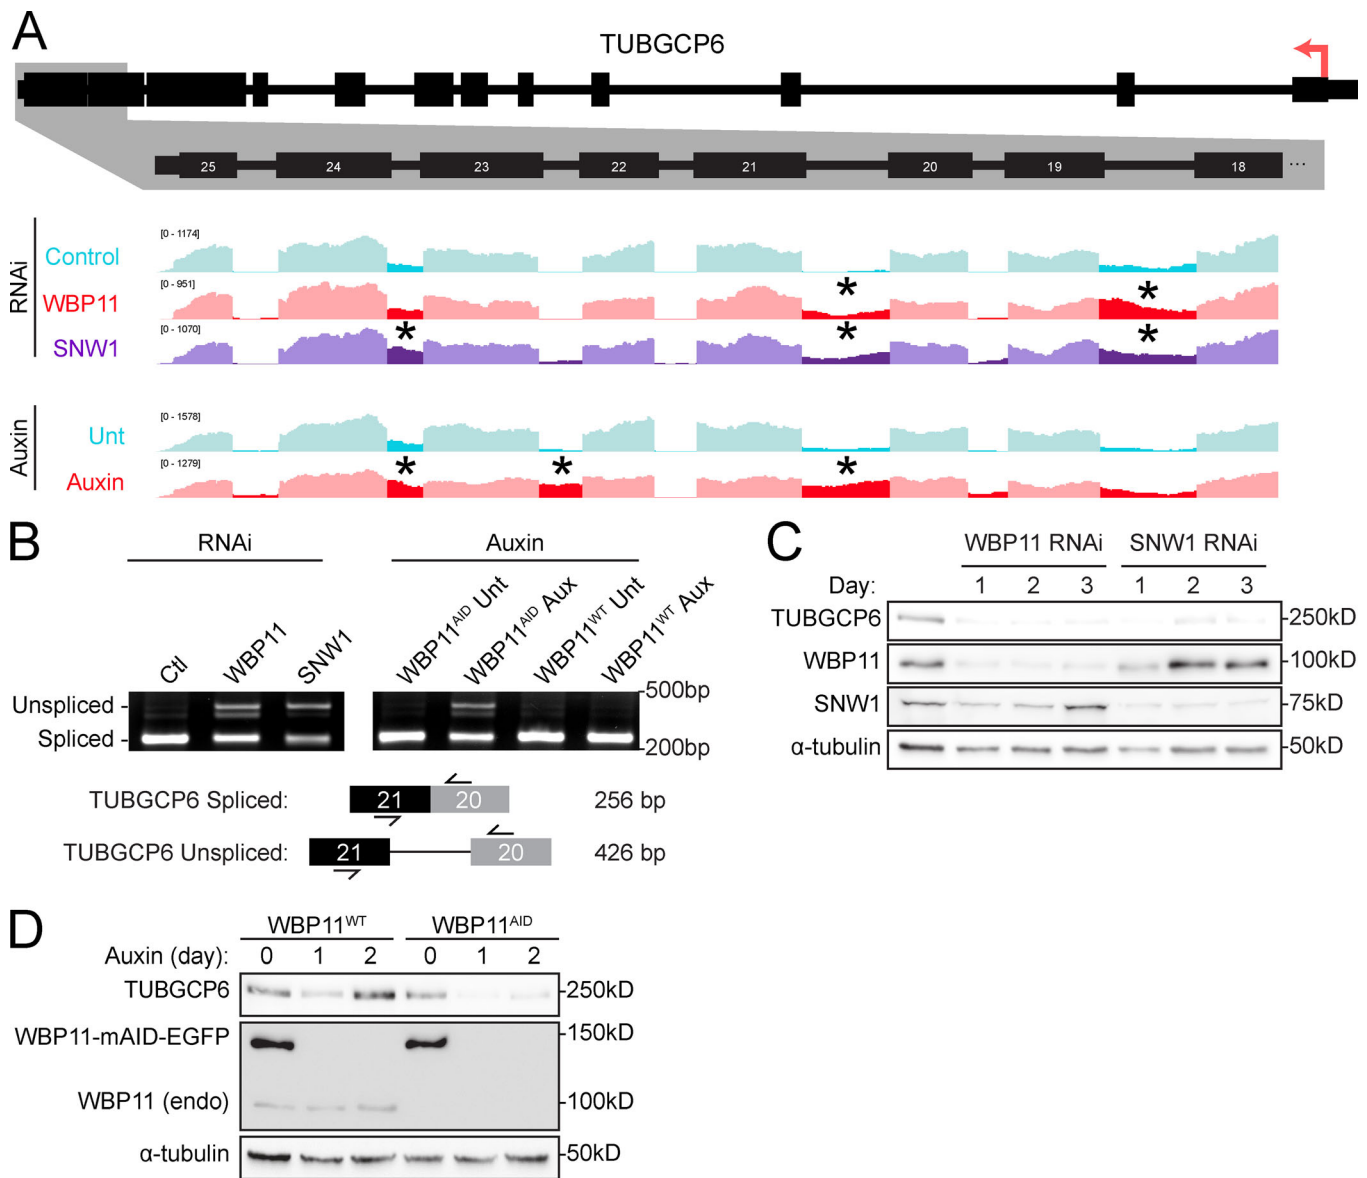 A
TUBGCP6
25 24 23 22 21 20 19 18 ...
RNAi
[0 - 1174]
Control
[0 - 951]
* *
WBP11
[0 - 1070]
* * *
SNW1
Auxin
[0 - 1578]
Unt
[0 - 1279]
* * *
Auxin
B
RNAi Auxin
Ctl WBP11 SNW1 WBP11AID Unt WBP11AID Aux WBP11WT Unt WBP11WT Aux
-500bp
Unspliced -
Spliced -
-200bp
TUBGCP6 Spliced: 21 20 256 bp
TUBGCP6 Unspliced: 21 20 426 bp
C
WBP11 RNAi SNW1 RNAi
Day: 1 2 3 1 2 3
TUBGCP6 -250kD
WBP11 -100kD
SNW1 -75kD
α-tubulin -50kD
D
WBP11WT WBP11AID
Auxin (day): 0 1 2 0 1 2
TUBGCP6 -250kD
WBP11-mAID-EGFP -150kD
WBP11 (endo) -100kD
α-tubulin -50kD